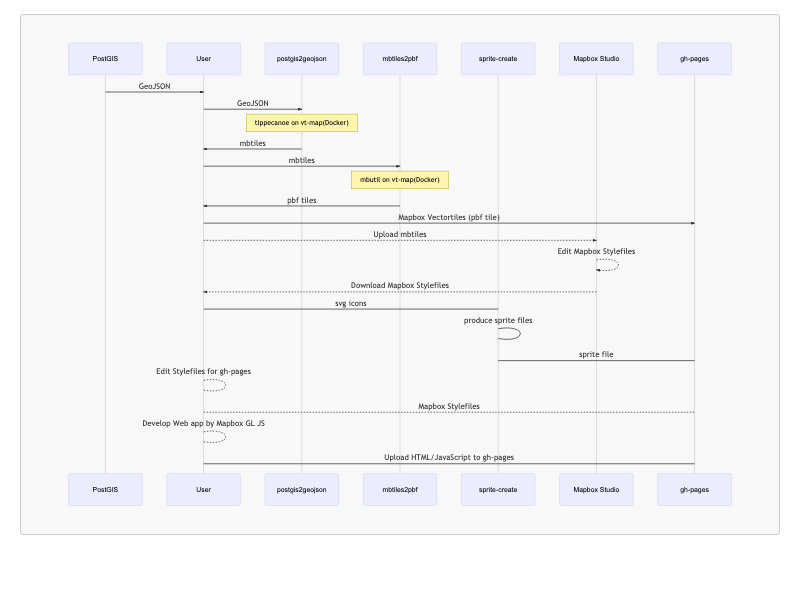 PostGIS
User
postgis2geojson
mbtiles2pbf
sprite-create
Mapbox Studio
gh-pages
GeoJSON
GeoJSON
tippecanoe on vt-map(Docker)
mbtiles
mbtiles
mbutil on vt-map(Docker)
pbf tiles
Mapbox Vectortiles (pbf tile)
Upload mbtiles
Edit Mapbox Stylefiles
Download Mapbox Stylefiles
svg icons
produce sprite files
sprite file
Edit Stylefiles for gh-pages
Mapbox Stylefiles
Develop Web app by Mapbox GL JS
Upload HTML/JavaScript to gh-pages
PostGIS
User
postgis2geojson
mbtiles2pbf
sprite-create
Mapbox Studio
gh-pages